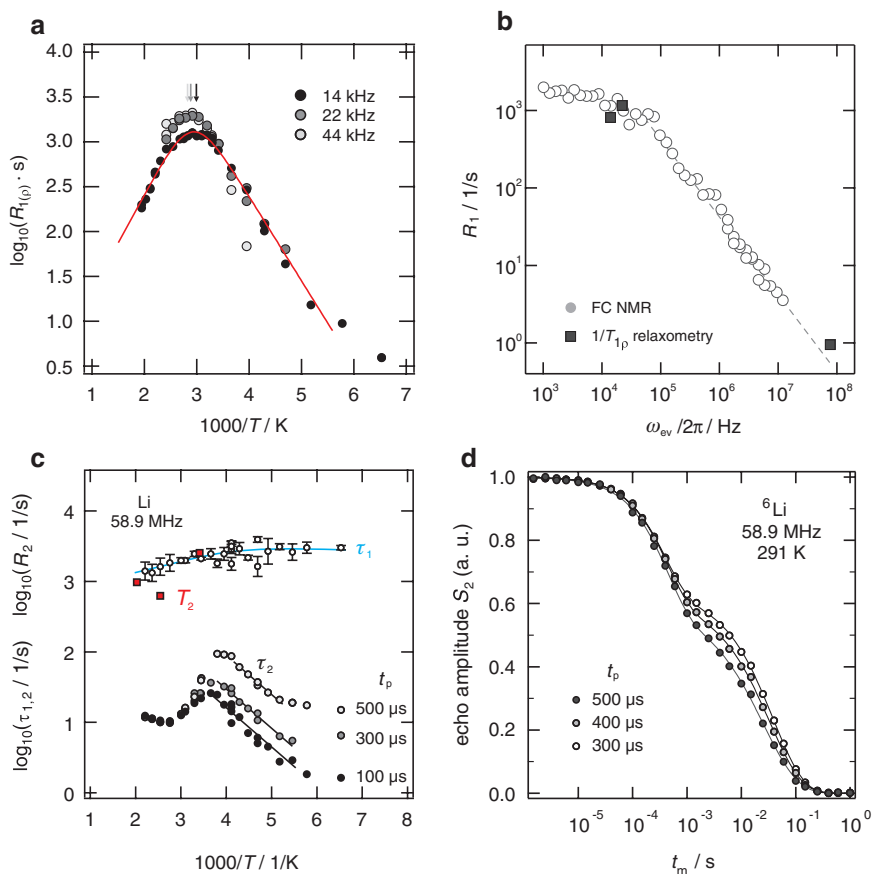 a
4.0
3.5
3.0
2.5
2.0
1.5
1.0
0.5
log10(R1(ρ) · s)
14 kHz
22 kHz
44 kHz
1 2 3 4 5 6 7
1000/T / K
b
10^3
10^2
10^1
10^0
R1 / 1/s
FC NMR
1/T1ρ relaxometry
10^3 10^4 10^5 10^6 10^7 10^8
ωev/2π / Hz
c
log10(R2 / 1/s)
log10(τ1,2 / 1/s)
4
3
2
1
0
Li
58.9 MHz
τ1
T2
τ2
tp
500 µs
300 µs
100 µs
1 2 3 4 5 6 7 8
1000/T / 1/K
d
1.0
0.8
0.6
0.4
0.2
0.0
echo amplitude S2 (a. u.)
6Li
58.9 MHz
291 K
tp
500 µs
400 µs
300 µs
10^-5 10^-4 10^-3 10^-2 10^-1 10^0
tm / s